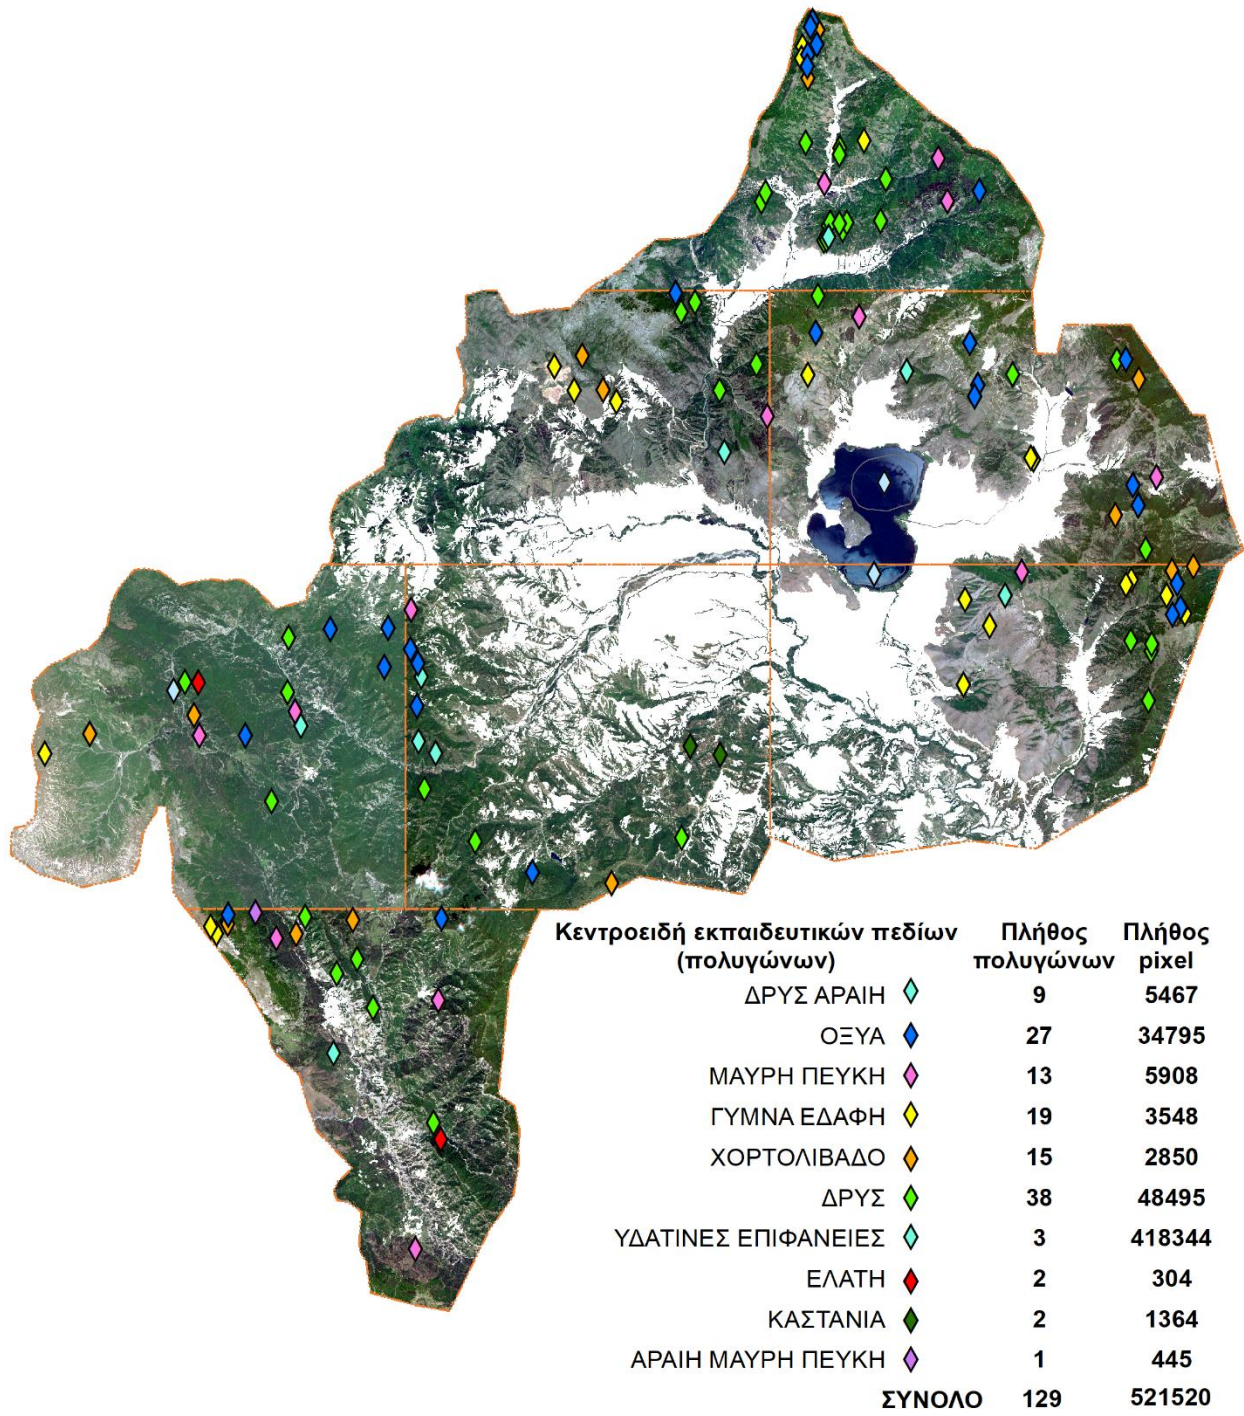 Κεντροειδή εκπαιδευτικών πεδίων Πλήθος Πλήθος
(πολυγώνων) πολυγώνων pixel
ΔΡΥΣ ΑΡΑΙΗ 9 5467
ΟΞΥΑ 27 34795
ΜΑΥΡΗ ΠΕΥΚΗ 13 5908
ΓΥΜΝΑ ΕΔΑΦΗ 19 3548
ΧΟΡΤΟΛΙΒΑΔΟ 15 2850
ΔΡΥΣ 38 48495
ΥΔΑΤΙΝΕΣ ΕΠΙΦΑΝΕΙΕΣ 3 418344
ΕΛΑΤΗ 2 304
ΚΑΣΤΑΝΙΑ 2 1364
ΑΡΑΙΗ ΜΑΥΡΗ ΠΕΥΚΗ 1 445
ΣΥΝΟΛΟ 129 521520